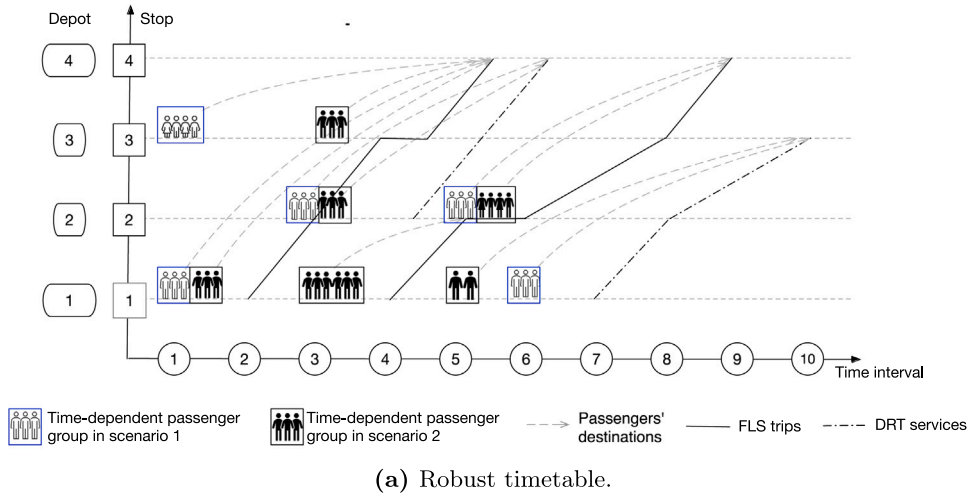 Depot
Stop
4
4
3
3
2
2
1
1
1 2 3 4 5 6 7 8 9 10
Time interval
Time-dependent passenger
group in scenario 1
Time-dependent passenger
group in scenario 2
Passengers'
destinations
FLS trips
DRT services
(a) Robust timetable.